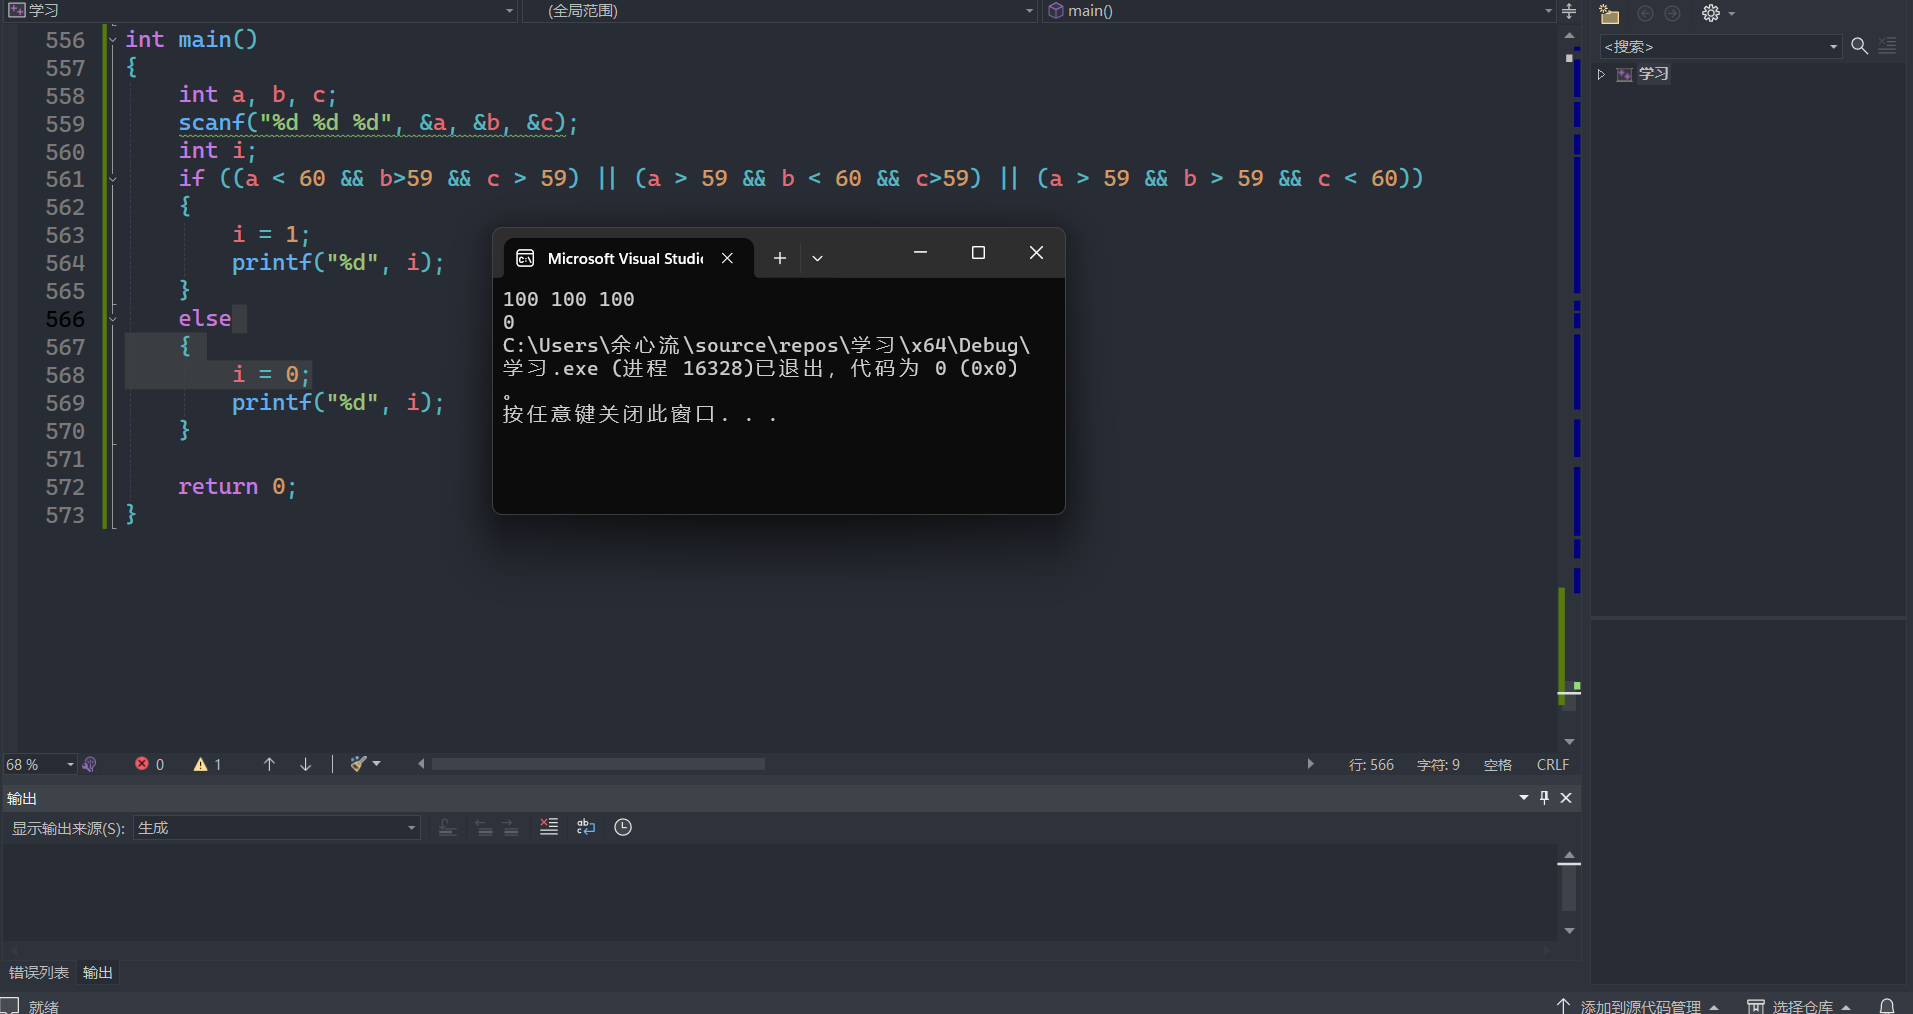 学习
(全局范围)
main()
<搜索>
学习
556 int main()
557 {
558 int a, b, c;
559 scanf("%d %d %d", &a, &b, &c);
560 int i;
561 if ((a < 60 && b>59 && c > 59) || (a > 59 && b < 60 && c>59) || (a > 59 && b > 59 && c < 60))
562 {
563 i = 1;
564 printf("%d", i);
565 }
566 else
567 {
568 i = 0;
569 printf("%d", i);
570 }
571
572 return 0;
573 }
Microsoft Visual Studi
100 100 100
0
C:\Users\余心流\source\repos\学习\x64\Debug\
学习.exe (进程 16328)已退出，代码为 0 (0x0)
。
按任意键关闭此窗口. . .
68 %
0
1
行: 566
字符: 9
空格
CRLF
输出
显示输出来源(S): 生成
错误列表 输出
就绪
添加到源代码管理
选择仓库